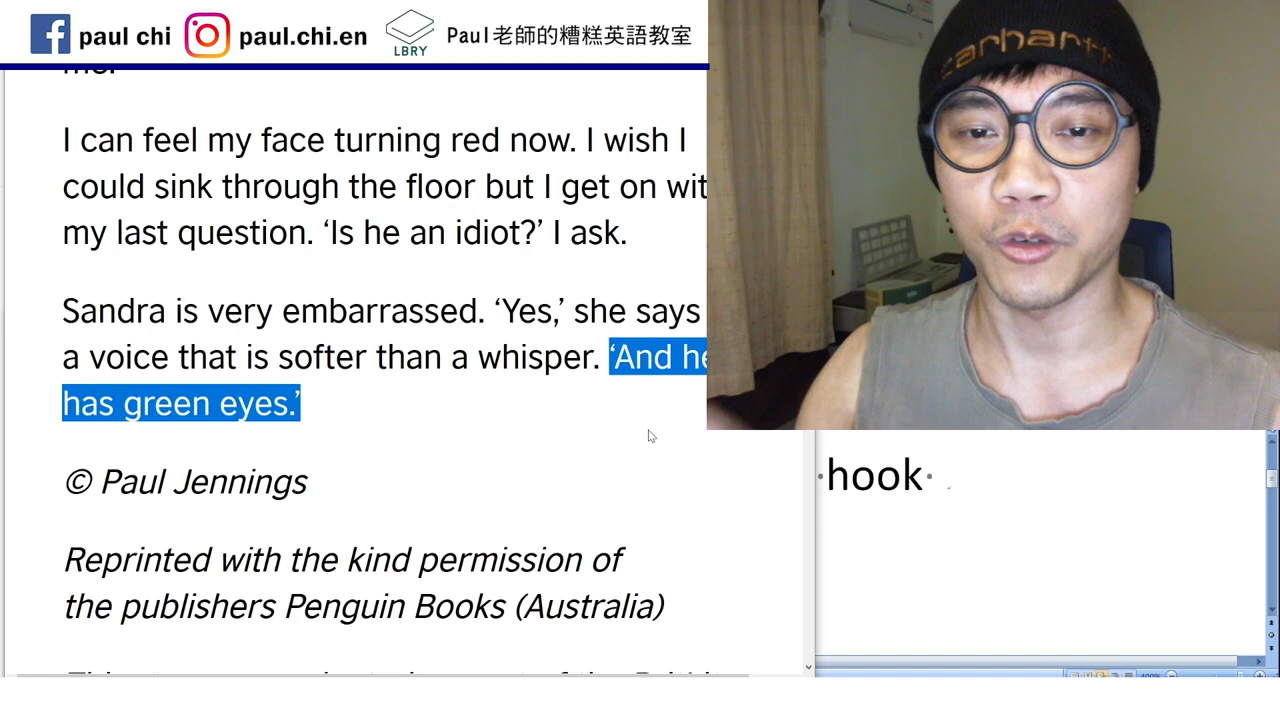 paul chi
paul.chi.en
LBRY
Paul老師的糟糕英語教室
me.
I can feel my face turning red now. I wish I
could sink through the floor but I get on wit
my last question. ‘Is he an idiot?’ I ask.
Sandra is very embarrassed. ‘Yes,’ she says
a voice that is softer than a whisper. ‘And he
has green eyes.’
© Paul Jennings
Reprinted with the kind permission of
the publishers Penguin Books (Australia)
carhartt
·hook·
400%